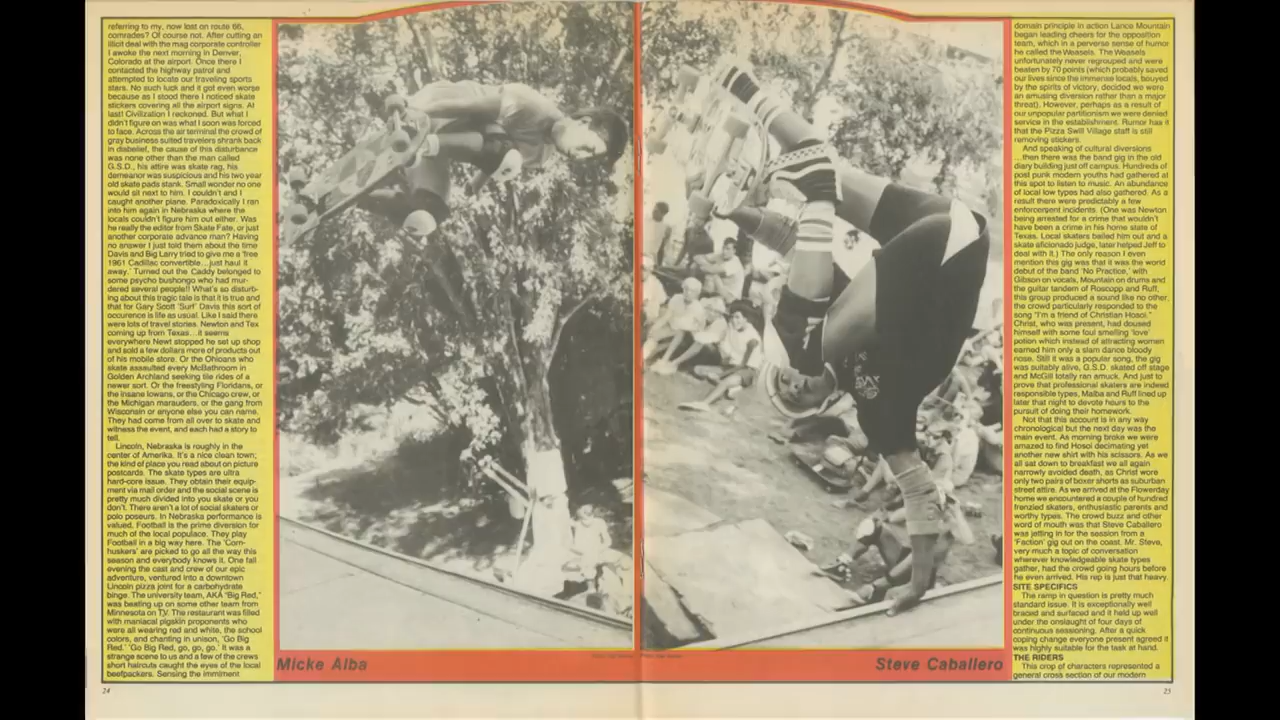 referring to my, now lost on route 66,
comrades? Of course not. After cutting an
illicit deal with the mag corporate controller
I awoke the next morning in Denver,
Colorado at the airport. Once there I
contacted the highway patrol and
attempted to locate our traveling sports
stars. No such luck and it got even worse
because as I stood there I noticed skate
stickers covering all the airport signs. At
last! Civilization I reckoned. But what I
didn't figure on was what I soon was forced
to face. Across the air terminal the crowd of
gray business suited travelers shrank back
in disbelief, the cause of this disturbance
was none other than the man called
G.S.D., his attire was skate rag, his
demeanor was suspicious and his two year
old skate pads stank. Small wonder no one
would sit next to him. I couldn't and I
caught another plane. Paradoxically I ran
into him again in Nebraska where the
locals couldn't figure him out either. Was
he really the editor from Skate Fate, or just
another corporate advance man? Having
no answer I just told them about the time
Davis and Big Larry tried to give me a 'free
1961 Cadillac convertible...just haul it
away.' Turned out the Caddy belonged to
some psycho bushongo who had mur-
dered several people!! What's so disturb-
ing about this tragic tale is that it is true and
that for Gary Scott 'Surf' Davis this sort of
occurence is life as usual. Like I said there
were lots of travel stories. Newton and Tex
coming up from Texas...it seems
everywhere Newt stopped he set up shop
and sold a few dollars more of products out
of his mobile store. Or the Ohioans who
skate assaulted every McBathroom in
Golden Archland seeking tile rides of a
newer sort. Or the freestyling Floridans, or
the insane Iowans, or the Chicago crew, or
the Michigan marauders, or the gang from
Wisconsin or anyone else you can name.
They had come from all over to skate and
witness the event, and each had a story to
tell.
Lincoln, Nebraska is roughly in the
center of Amerika. It's a nice clean town;
the kind of place you read about on picture
postcards. The skate types are ultra
hard-core issue. They obtain their equip-
ment via mail order and the social scene is
pretty much divided into you skate or you
don't. There aren't a lot of social skaters or
polo poseurs. In Nebraska performance is
valued. Football is the prime diversion for
much of the local populace. They play
Football in a big way here. The 'Corn-
huskers' are picked to go all the way this
season and everybody knows it. One fall
evening the cast and crew of our epic
adventure, ventured into a downtown
Lincoln pizza joint for a carbohydrate
binge. The university team, AKA "Big Red,"
was beating up on some other team from
Minnesota on TV. The restaurant was filled
with maniacal pigskin proponents who
were all wearing red and white, the school
colors, and chanting in unison, 'Go Big
Red.' 'Go Big Red, go, go, go.' It was a
strange scene to us and a few of the crews
short haircuts caught the eyes of the local
beefpackers. Sensing the imminent
24
Micke Alba
Steve Caballero
domain principle in action Lance Mountain
began leading cheers for the opposition
team, which in a perverse sense of humor
he called the Weasels. The Weasels
unfortunately never regrouped and were
beaten by 70 points (which probably saved
our lives since the immense locals, bouyed
by the spirits of victory, decided we were
an amusing diversion rather than a major
threat). However, perhaps as a result of
our unpopular partitionism we were denied
service in the establishment. Rumor has it
that the Pizza Swill Village staff is still
removing stickers.
And speaking of cultural diversions
...then there was the band gig in the old
diary building just off campus. Hundreds of
post punk modern youths had gathered at
this spot to listen to music. An abundance
of local low types had also gathered. As a
result there were predictably a few
enforcement incidents. (One was Newton
being arrested for a crime that wouldn't
have been a crime in his home state of
Texas. Local skaters bailed him out and a
skate aficionado judge, later helped Jeff to
deal with it.) The only reason I even
mention this gig was that it was the world
debut of the band 'No Practice,' with
Gibson on vocals, Mountain on drums and
the guitar tandem of Roscopp and Ruff,
this group produced a sound like no other,
the crowd particularly responded to the
song "I'm a friend of Christian Hosoi."
Christ, who was present, had doused
himself with some foul smelling 'love'
potion which instead of attracting women
earned him only a slam dance bloody
nose. Still it was a popular song, the gig
was suitably alive, G.S.D. skated off stage
and McGill totally ran amuck. And just to
prove that professional skaters are indeed
responsible types, Malba and Ruff lined up
later that night to devote hours to the
pursuit of doing their homework.
Not that this account is in any way
chronological but the next day was the
main event. As morning broke we were
amazed to find Hosoi decimating yet
another new shirt with his scissors. As we
all sat down to breakfast we all again
narrowly avoided death, as Christ wore
only two pairs of boxer shorts as suburban
street attire. As we arrived at the Flowerday
home we encountered a couple of hundred
frenzied skaters, enthusiastic parents and
worthy types. The crowd buzz and other
word of mouth was that Steve Caballero
was jetting in for the session from a
'Faction' gig out on the coast. Mr. Steve,
very much a topic of conversation
wherever knowledgeable skate types
gather, had the crowd going hours before
he even arrived. His rep is just that heavy.
SITE SPECIFICS
The ramp in question is pretty much
standard issue. It is exceptionally well
braced and surfaced and it held up well
under the onslaught of four days of
continuous sessioning. After a quick
coping change everyone present agreed it
was highly suitable for the task at hand.
THE RIDERS
This crop of characters represented a
general cross section of our modern
25